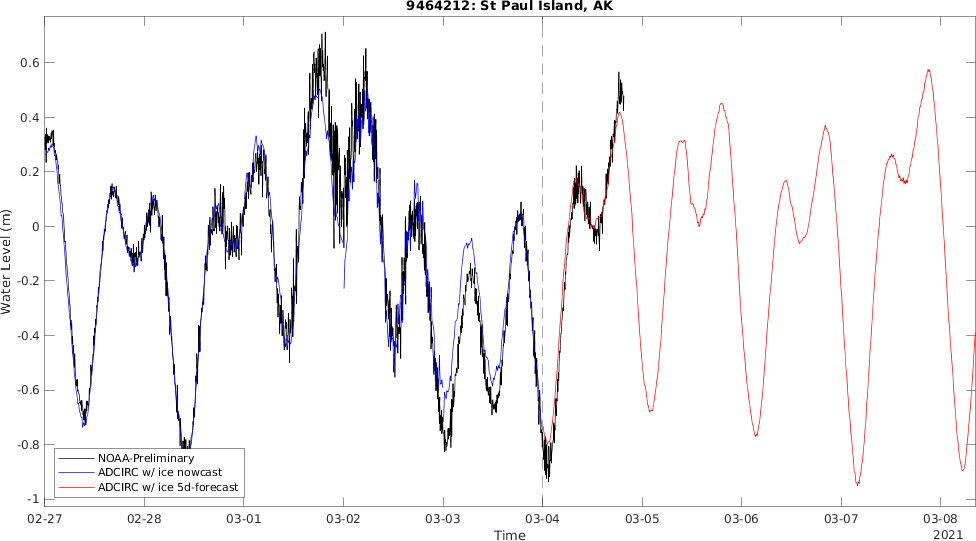 9464212: St Paul Island, AK
Water Level (m)
0.6
0.4
0.2
0
-0.2
-0.4
-0.6
-0.8
-1
NOAA-Preliminary
ADCIRC w/ ice nowcast
ADCIRC w/ ice 5d-forecast
02-27 02-28 03-01 03-02 03-03 03-04 03-05 03-06 03-07 03-08
Time
2021